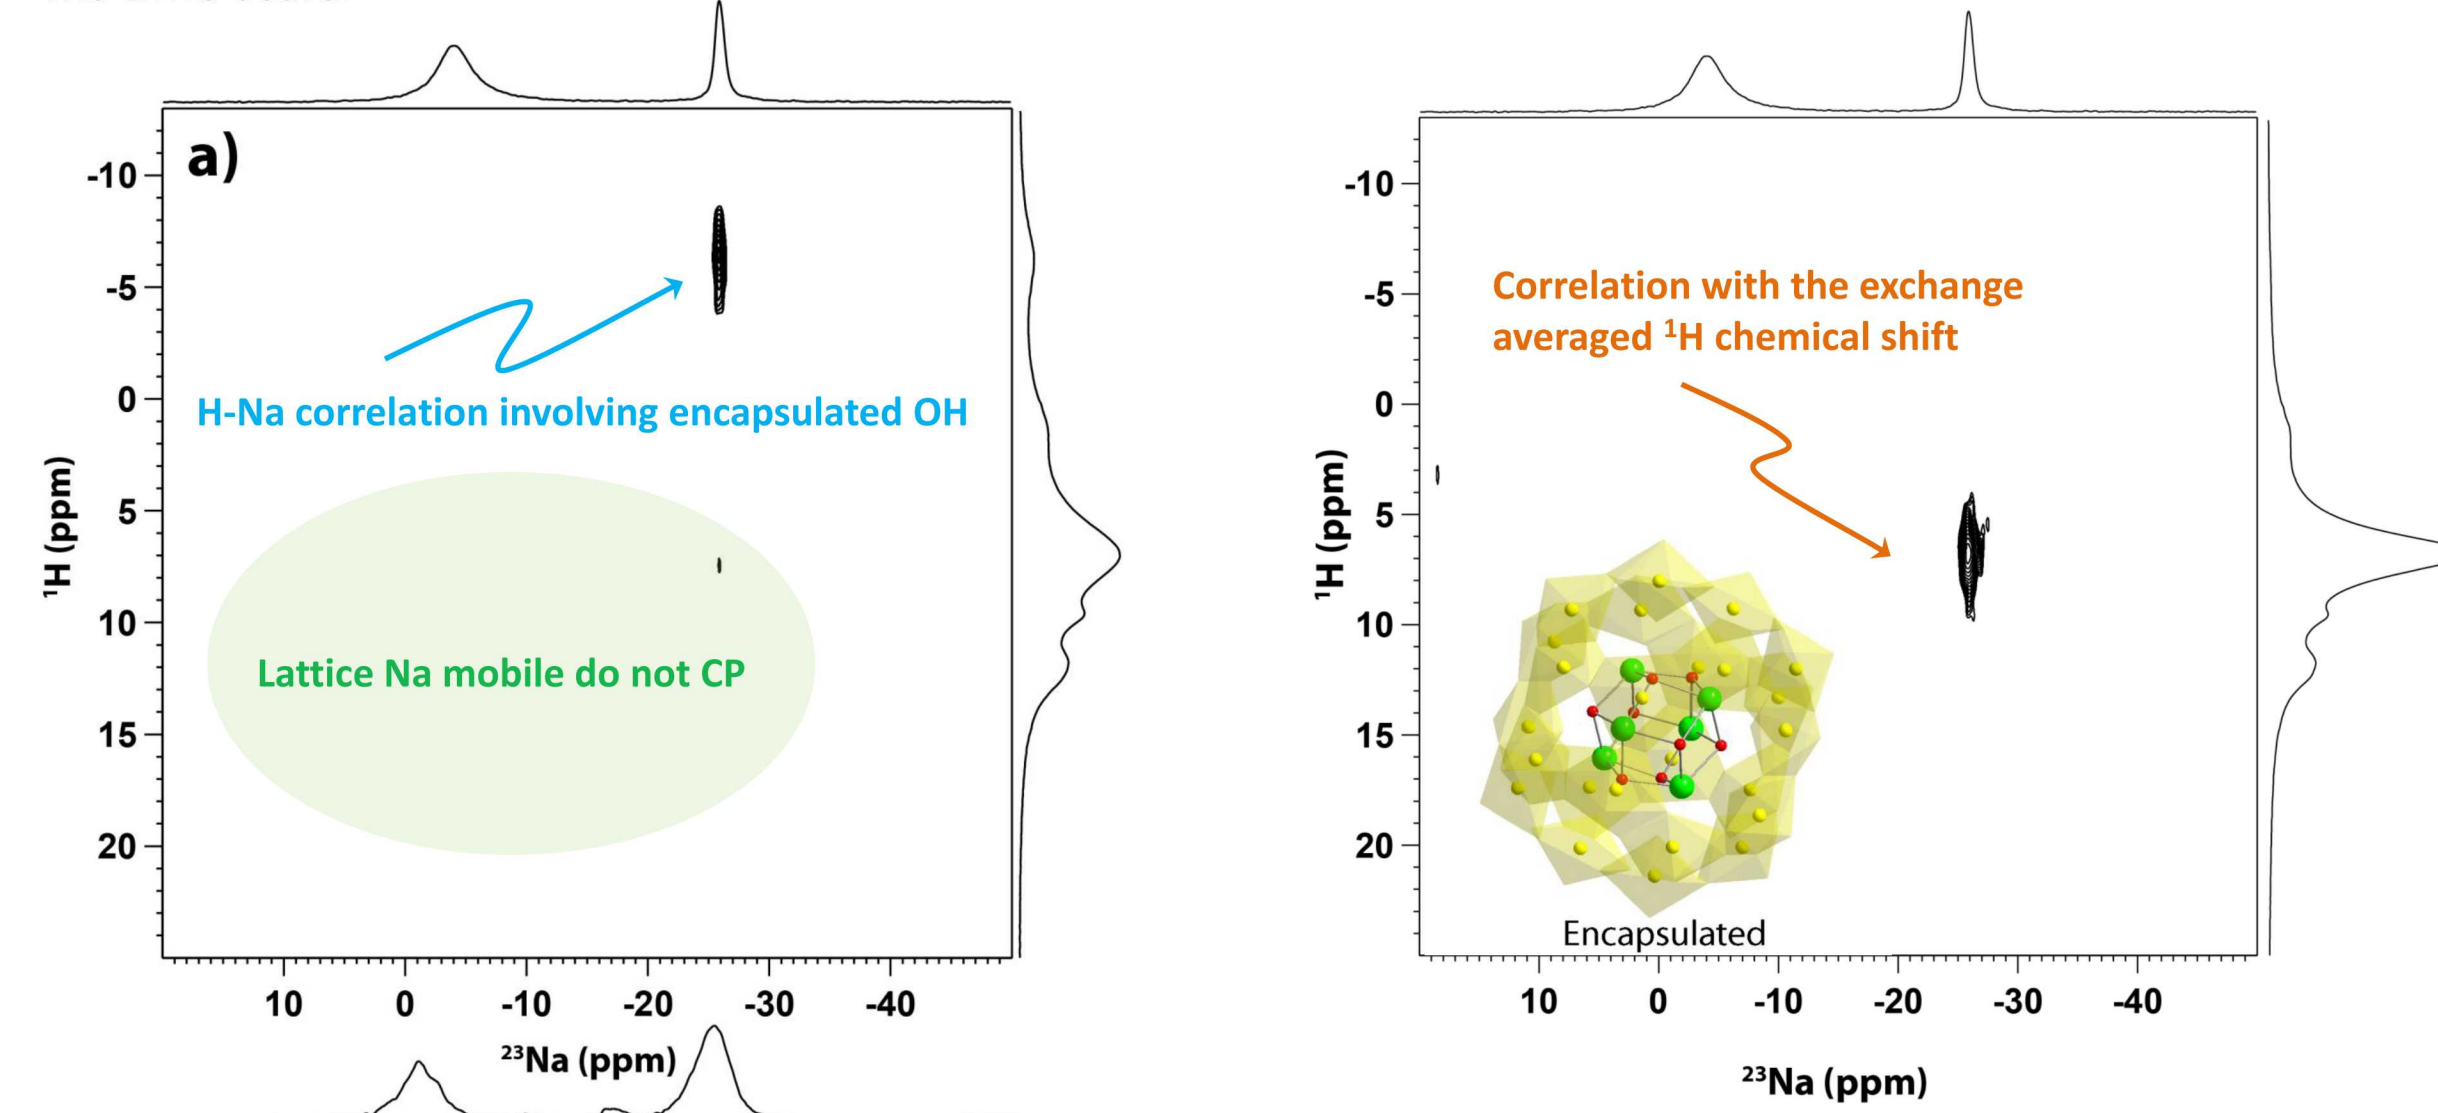 a)
-10
-5
0
5
10
15
20
¹H (ppm)
H-Na correlation involving encapsulated OH
Lattice Na mobile do not CP
10 0 -10 -20 -30 -40
²³Na (ppm)
-10
-5
0
5
10
15
20
¹H (ppm)
Correlation with the exchange
averaged ¹H chemical shift
Encapsulated
10 0 -10 -20 -30 -40
²³Na (ppm)